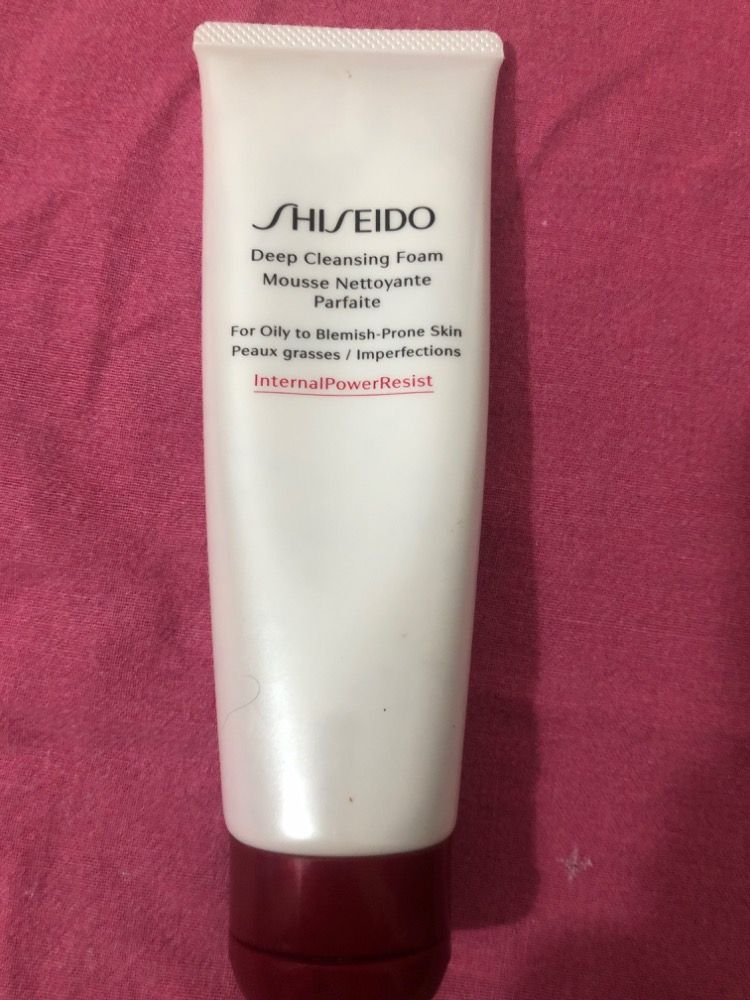 SHISEIDO
Deep Cleansing Foam
Mousse Nettoyante
Parfaite
For Oily to Blemish-Prone Skin
Peaux grasses / Imperfections
InternalPowerResist